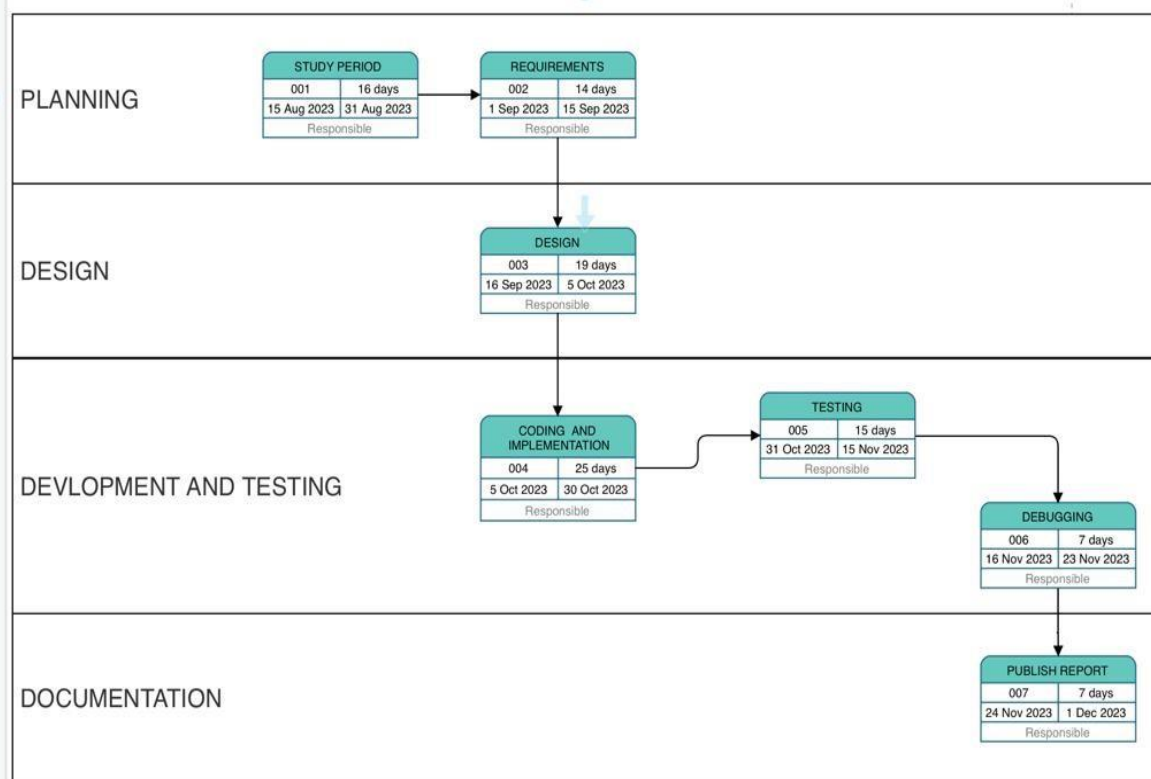 PLANNING
STUDY PERIOD
001 16 days
15 Aug 2023 31 Aug 2023
Responsible
REQUIREMENTS
002 14 days
1 Sep 2023 15 Sep 2023
Responsible
DESIGN
DESIGN
003 19 days
16 Sep 2023 5 Oct 2023
Responsible
DEVLOPMENT AND TESTING
CODING AND
IMPLEMENTATION
004 25 days
5 Oct 2023 30 Oct 2023
Responsible
TESTING
005 15 days
31 Oct 2023 15 Nov 2023
Responsible
DEBUGGING
006 7 days
16 Nov 2023 23 Nov 2023
Responsible
DOCUMENTATION
PUBLISH REPORT
007 7 days
24 Nov 2023 1 Dec 2023
Responsible